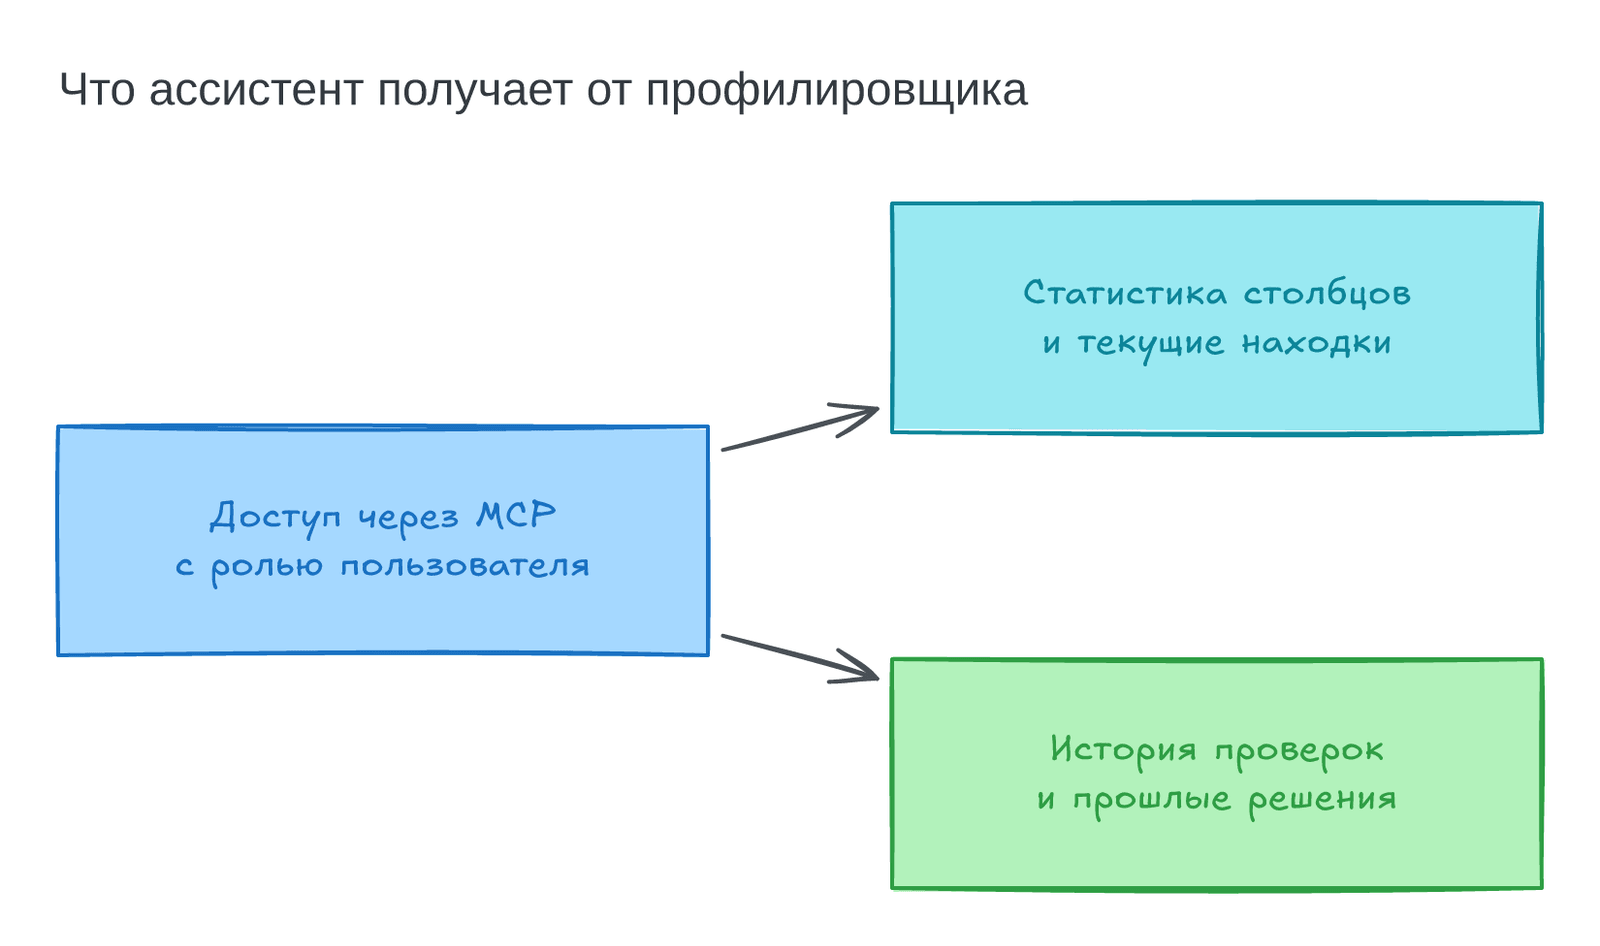 Что ассистент получает от профилировщика
Статистика столбцов
и текущие находки
Доступ через MCP
с ролью пользователя
История проверок
и прошлые решения